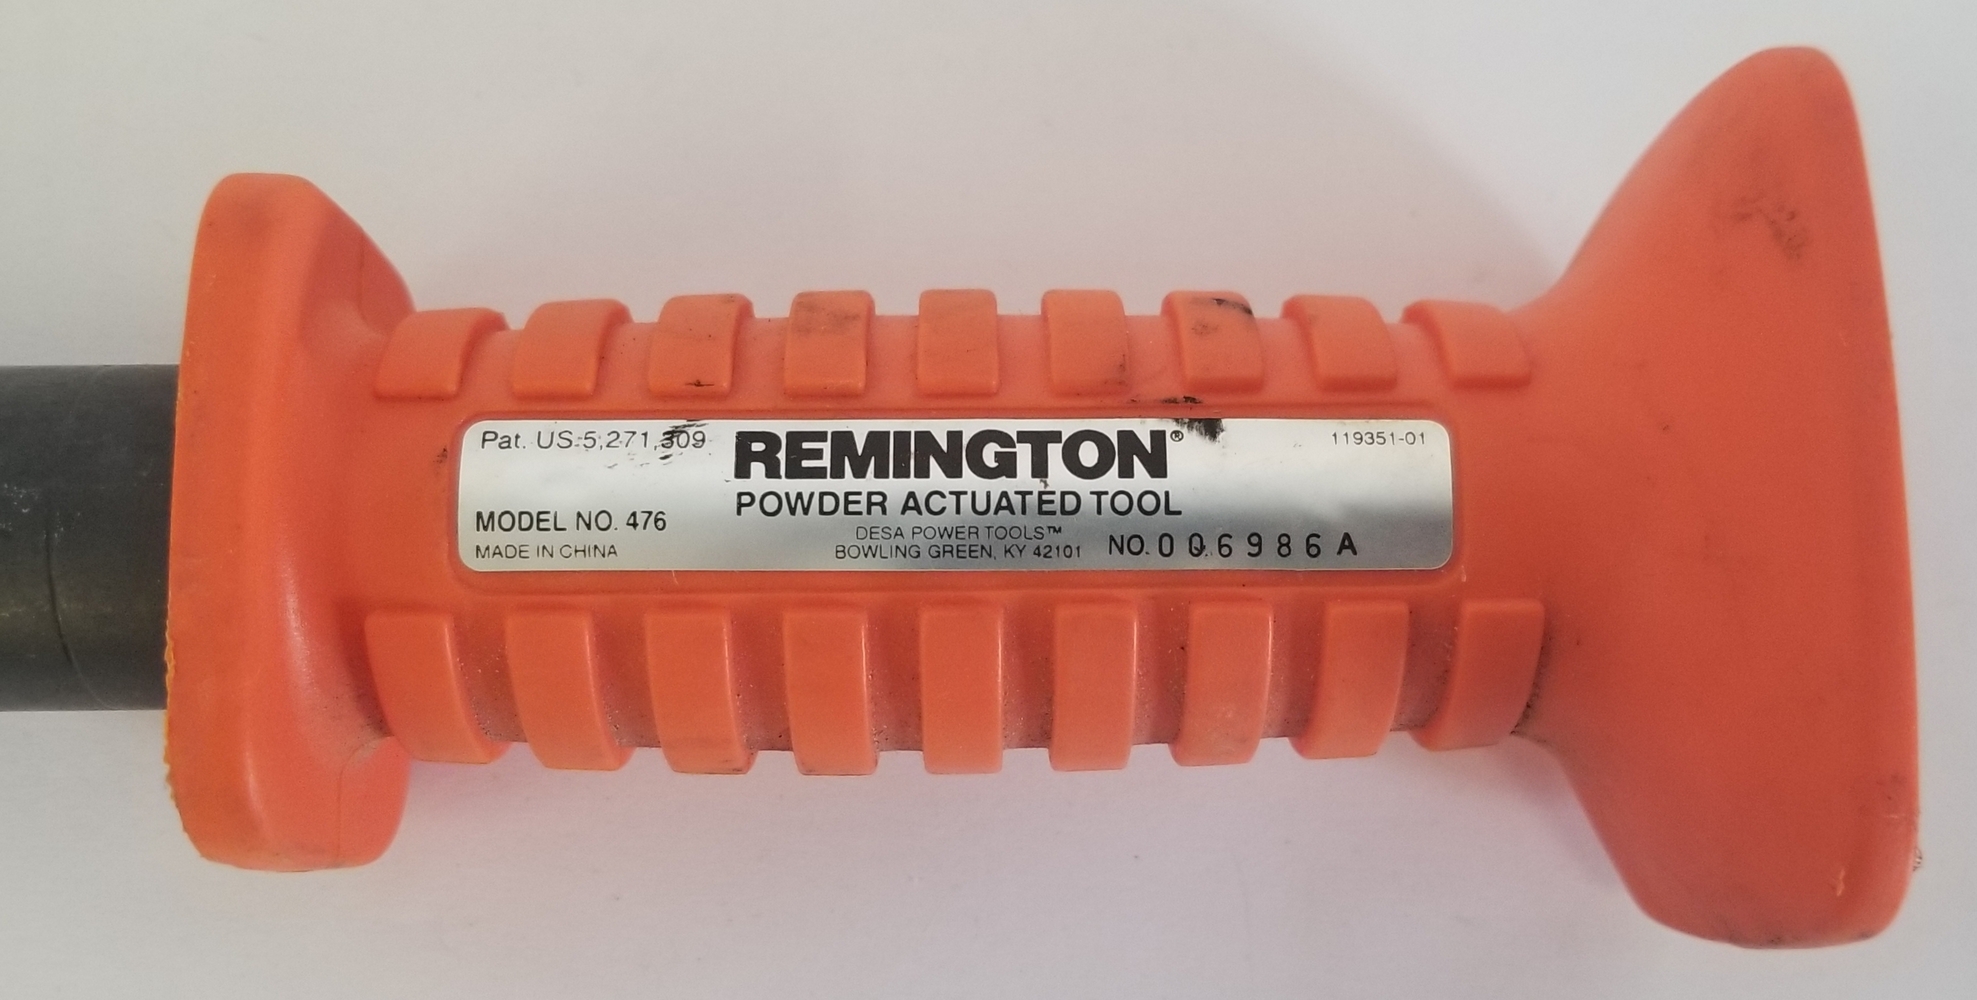 Pat. US 5,271,309
REMINGTON®
119351-01
POWDER ACTUATED TOOL
MODEL NO. 476
DESA POWER TOOLS™
MADE IN CHINA
BOWLING GREEN, KY 42101
NO. 006986 A